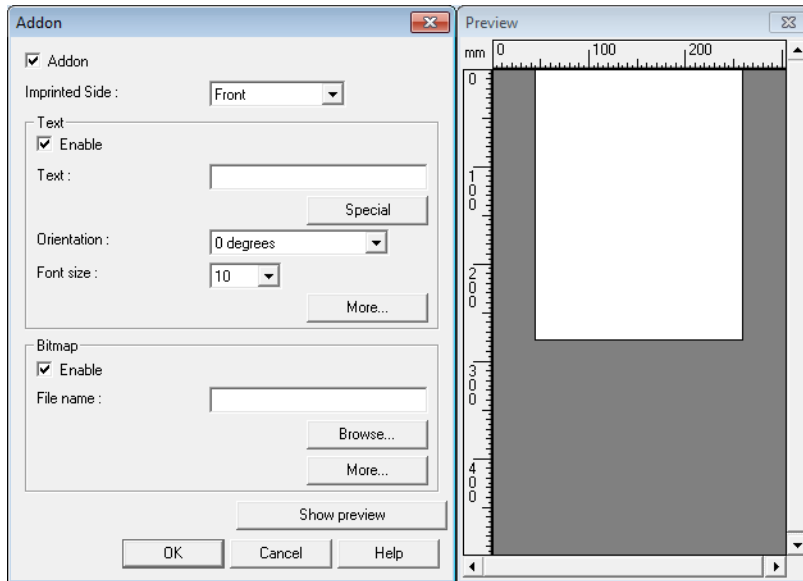 Addon
Addon
Imprinted Side :
Front
Text
Enable
Text :
Special
Orientation :
0 degrees
Font size :
10
More...
Bitmap
Enable
File name :
Browse...
More...
Show preview
OK
Cancel
Help
Preview
mm
0
100
200
0
100
200
300
400